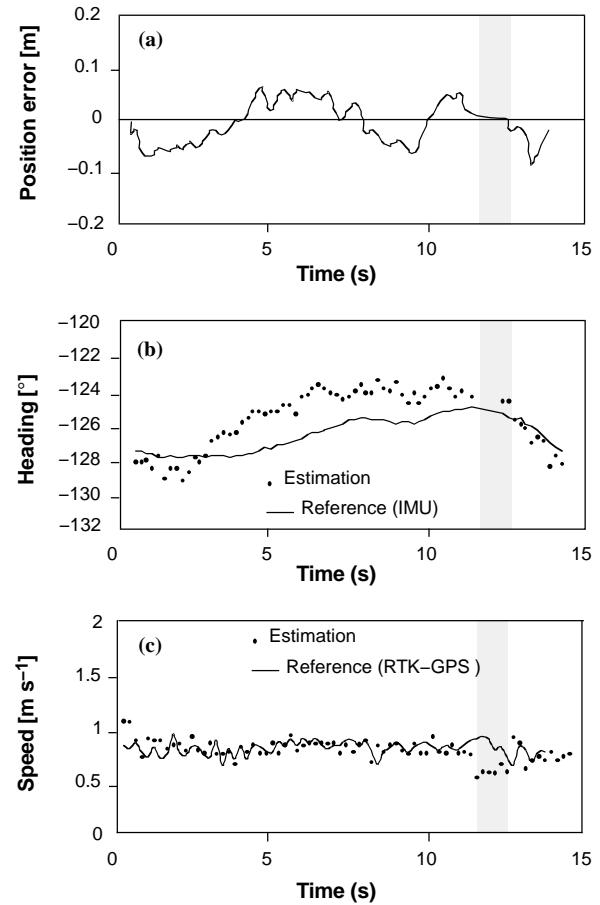 0.2
(a)
0.1
0
−0.1
−0.2
Position error [m]
0 5 10 15
Time (s)
−120
(b)
−122
−124
−126
−128
−130
−132
Heading [°]
Estimation
Reference (IMU)
0 5 10 15
Time (s)
2
(c)
Estimation
Reference (RTK−GPS )
1.5
1
0.5
0
Speed [m s−1]
0 5 10 15
Time (s)